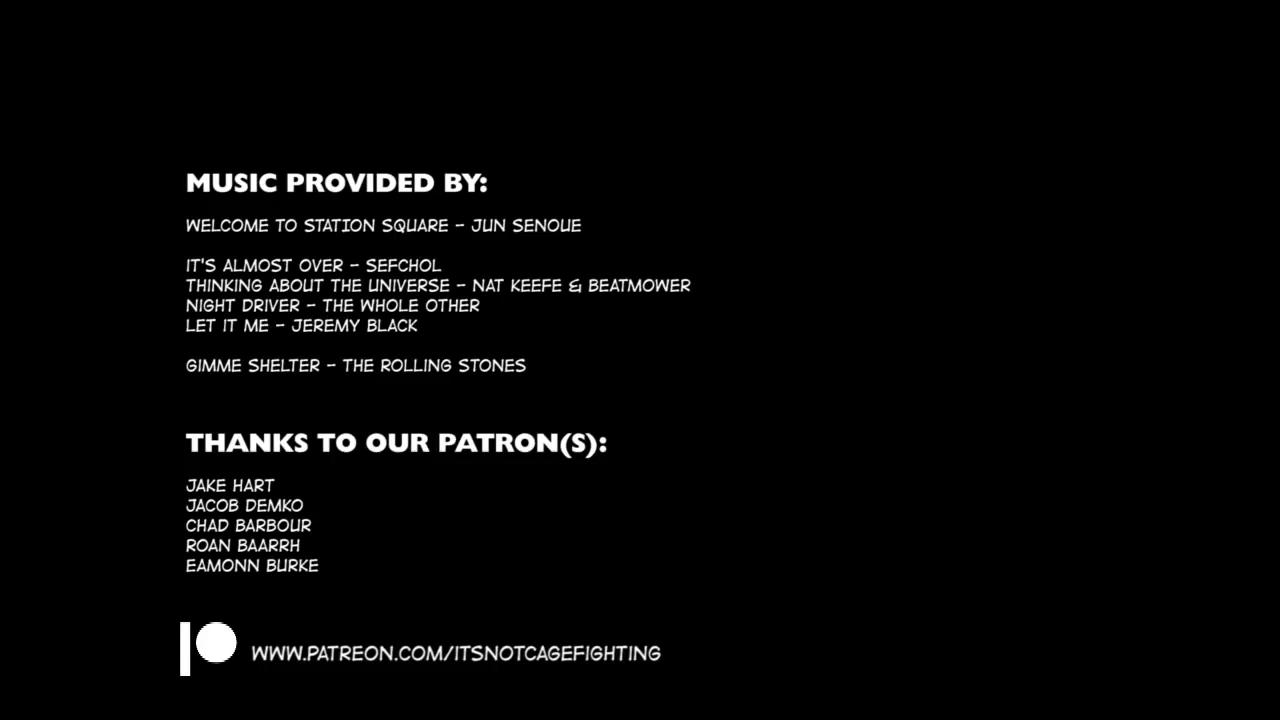 MUSIC PROVIDED BY:
WELCOME TO STATION SQUARE - JUN SENOUE
IT'S ALMOST OVER - SEFCHOL
THINKING ABOUT THE UNIVERSE - NAT KEEFE & BEATMOWER
NIGHT DRIVER - THE WHOLE OTHER
LET IT ME - JEREMY BLACK
GIMME SHELTER - THE ROLLING STONES
THANKS TO OUR PATRON(S):
JAKE HART
JACOB DEMKO
CHAD BARBOUR
ROAN BAARRH
EAMONN BURKE
WWW.PATREON.COM/ITSNOTCAGEFIGHTING